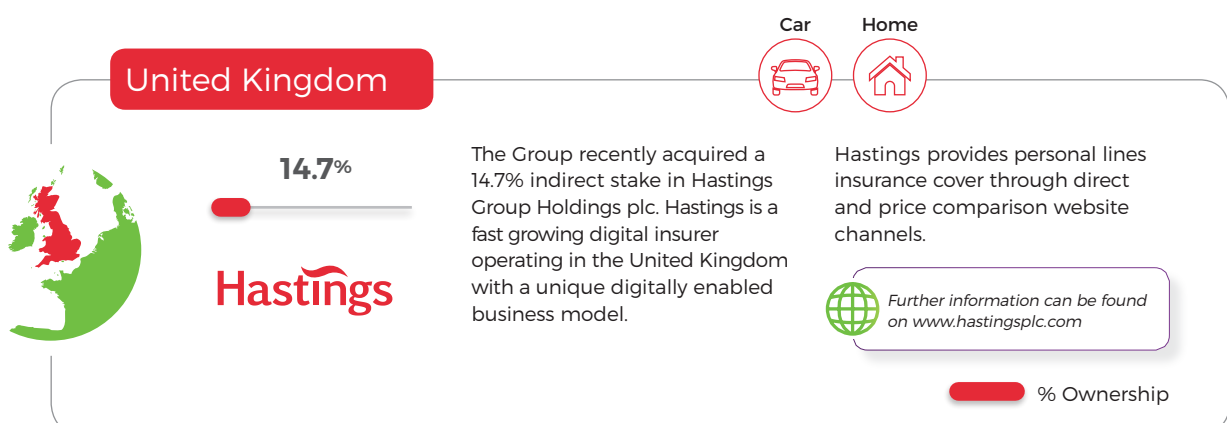 Car
Home
United Kingdom
14.7%
Hastings
The Group recently acquired a
14.7% indirect stake in Hastings
Group Holdings plc. Hastings is a
fast growing digital insurer
operating in the United Kingdom
with a unique digitally enabled
business model.
Hastings provides personal lines
insurance cover through direct
and price comparison website
channels.
Further information can be found
on www.hastingsplc.com
% Ownership